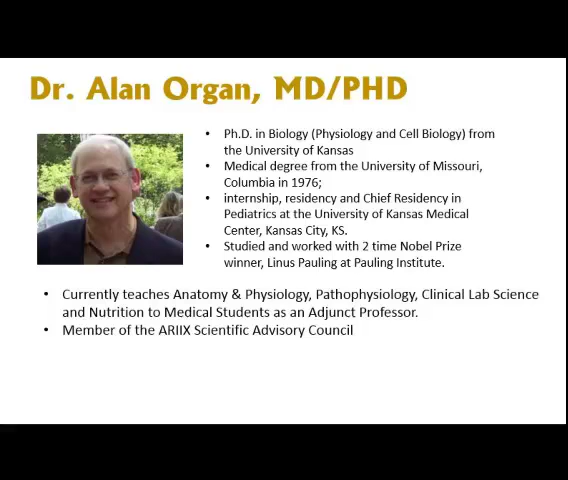 Dr. Alan Organ, MD/PHD
• Ph.D. in Biology (Physiology and Cell Biology) from
the University of Kansas
• Medical degree from the University of Missouri,
Columbia in 1976;
• internship, residency and Chief Residency in
Pediatrics at the University of Kansas Medical
Center, Kansas City, KS.
• Studied and worked with 2 time Nobel Prize
winner, Linus Pauling at Pauling Institute.
• Currently teaches Anatomy & Physiology, Pathophysiology, Clinical Lab Science
and Nutrition to Medical Students as an Adjunct Professor.
• Member of the ARIIX Scientific Advisory Council